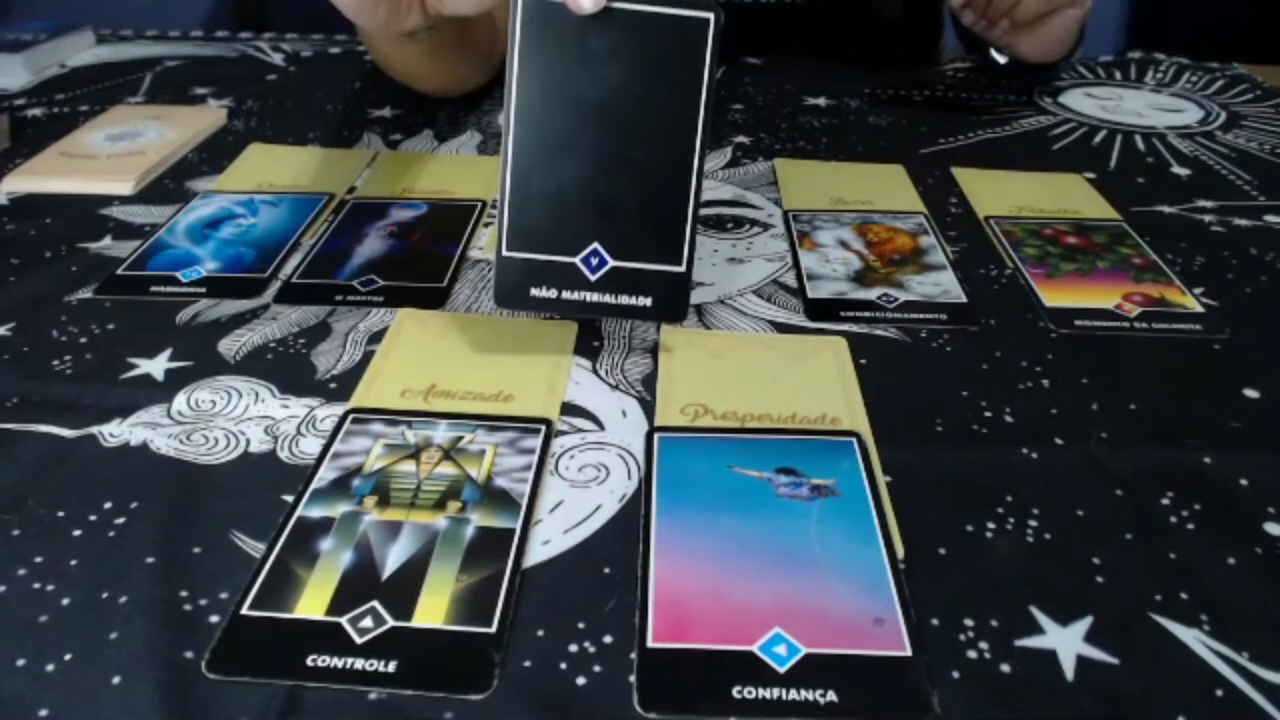 V
NÃO MATERIALIDADE
O MESTRE
CONDICIONAMENTO
MOMENTO DA COLHEITA
Amizade
Prosperidade
CONTROLE
CONFIANÇA